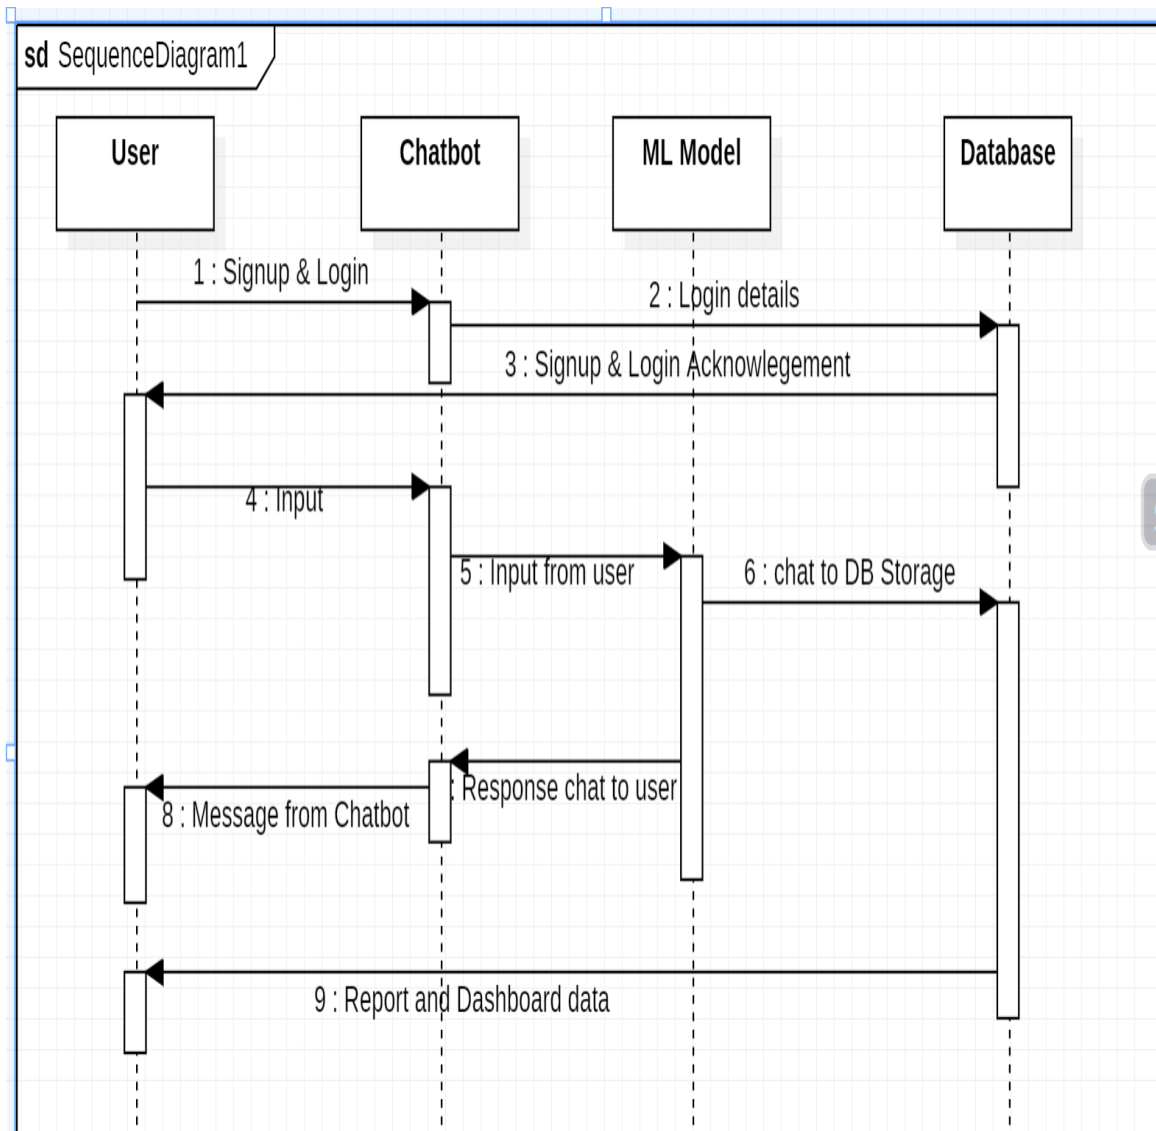 sd SequenceDiagram1
User
Chatbot
ML Model
Database
1 : Signup & Login
2 : Login details
3 : Signup & Login Acknowlegement
4 : Input
5 : Input from user
6 : chat to DB Storage
: Response chat to user
8 : Message from Chatbot
9 : Report and Dashboard data